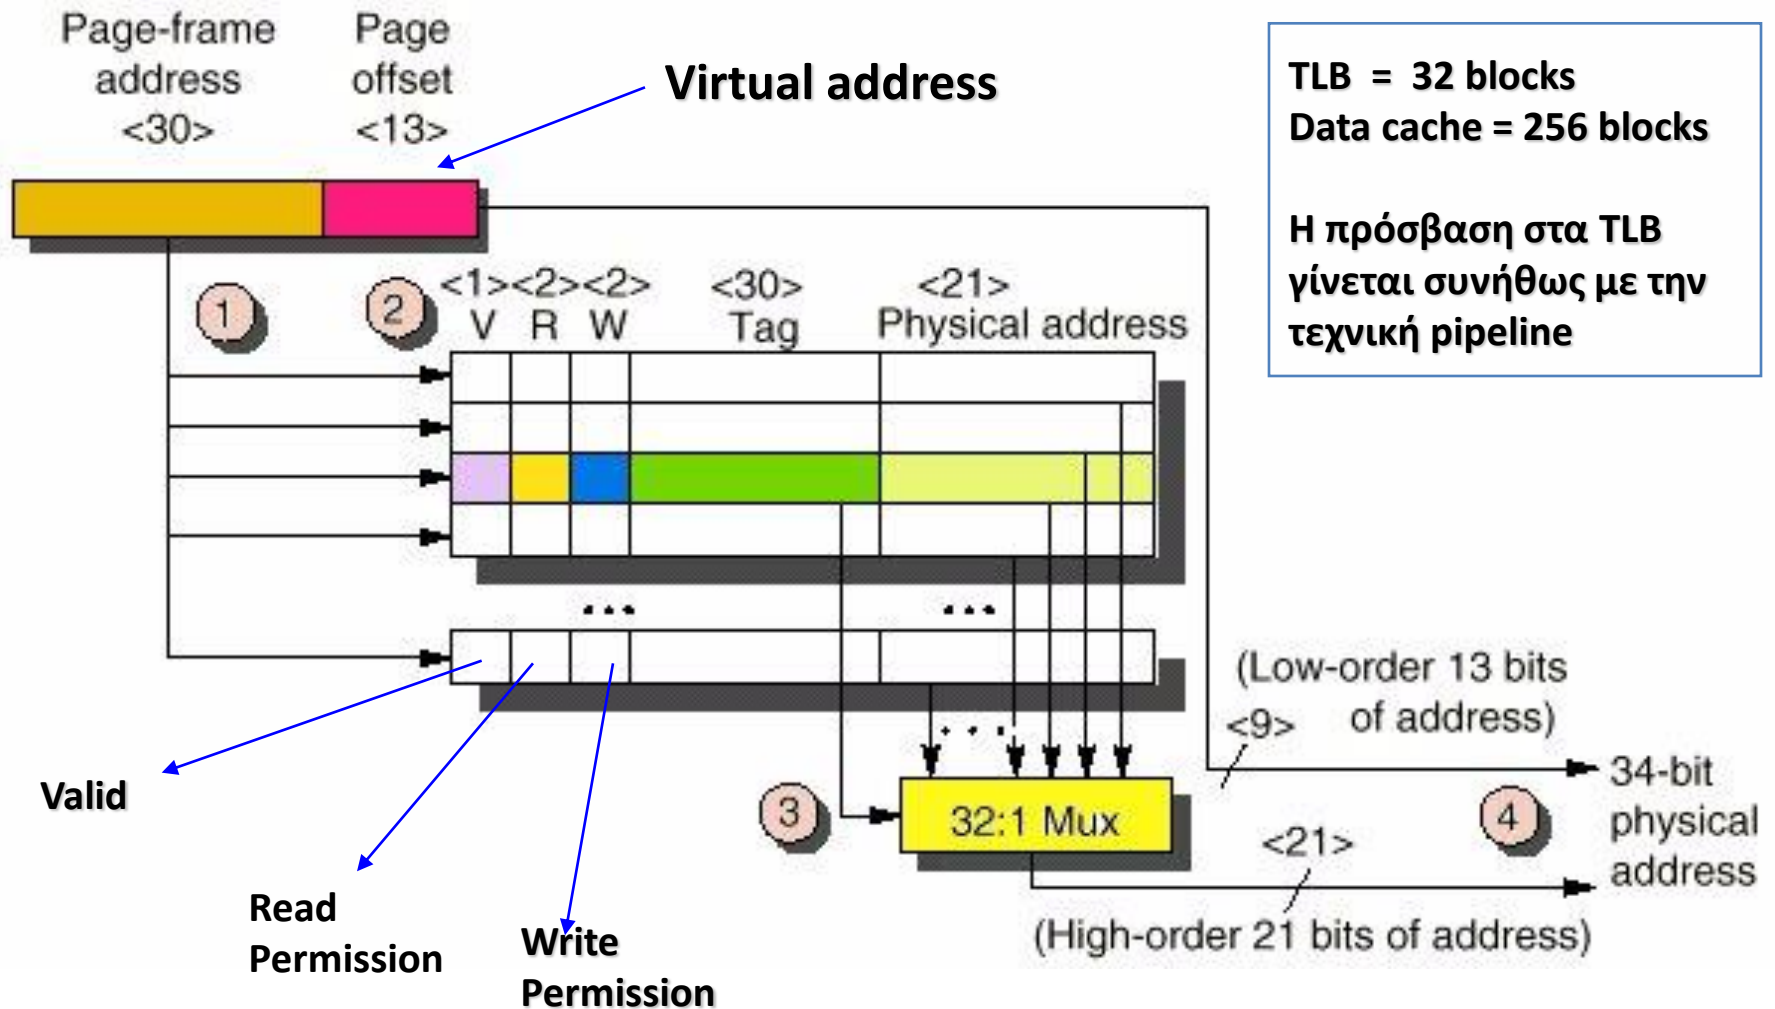 Page-frame
address
<30>
Page
offset
<13>
Virtual address
TLB = 32 blocks
Data cache = 256 blocks
Η πρόσβαση στα TLB
γίνεται συνήθως με την
τεχνική pipeline
1
2
<1> <2> <2> <30> <21>
V R W Tag Physical address
...
...
Valid
Read
Permission
Write
Permission
3
32:1 Mux
(Low-order 13 bits
of address)
<9>
34-bit
physical
address
4
<21>
(High-order 21 bits of address)